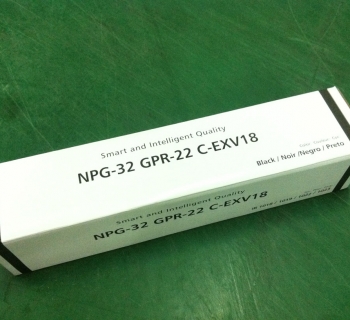 Smart and Intelligent Quality
NPG-32 GPR-22 C-EXV18
Black / Noir /Negro / Preto
Smart and Intelligent Quality
NPG-32 GPR-22 C-EXV18